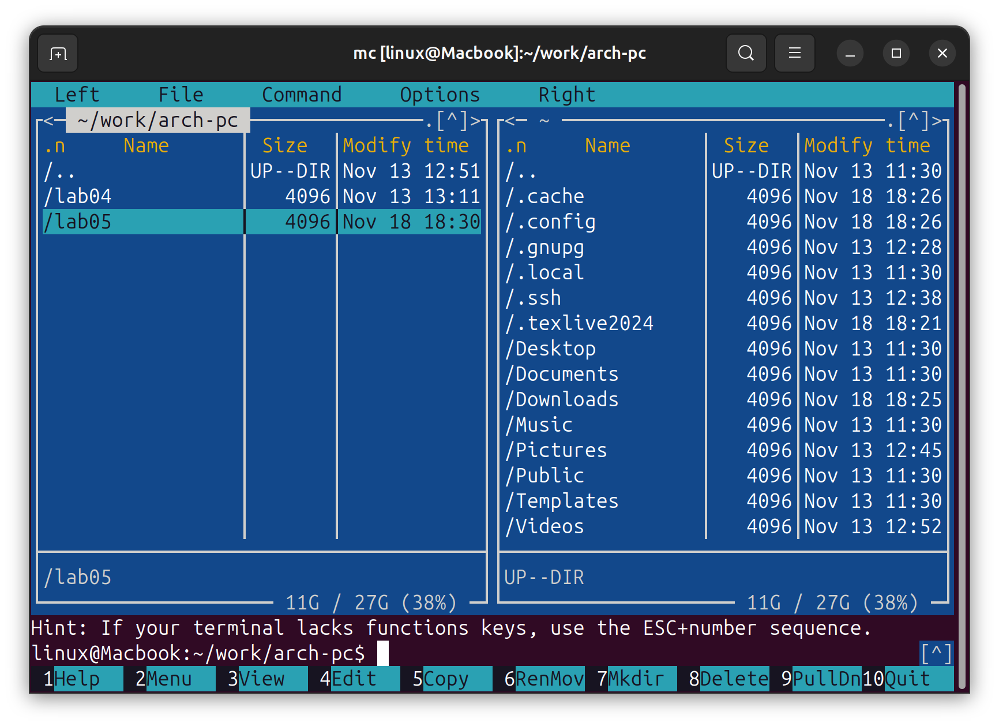 mc [linux@Macbook]:~/work/arch-pc
Left File Command Options Right
<- ~/work/arch-pc .[^]> <- ~ .[^]>
.n Name Size Modify time .n Name Size Modify time
/.. UP--DIR Nov 13 12:51 /.. UP--DIR Nov 13 11:30
/lab04 4096 Nov 13 13:11 /.cache 4096 Nov 18 18:26
/lab05 4096 Nov 18 18:30 /.config 4096 Nov 18 18:26
/.gnupg 4096 Nov 13 12:28
/.local 4096 Nov 13 11:30
/.ssh 4096 Nov 13 12:38
/.texlive2024 4096 Nov 18 18:21
/Desktop 4096 Nov 13 11:30
/Documents 4096 Nov 13 11:30
/Downloads 4096 Nov 18 18:25
/Music 4096 Nov 13 11:30
/Pictures 4096 Nov 13 12:45
/Public 4096 Nov 13 11:30
/Templates 4096 Nov 13 11:30
/Videos 4096 Nov 13 12:52
/lab05 UP--DIR
11G / 27G (38%) 11G / 27G (38%)
Hint: If your terminal lacks functions keys, use the ESC+number sequence.
linux@Macbook:~/work/arch-pc$ [^]
1Help 2Menu 3View 4Edit 5Copy 6RenMov 7Mkdir 8Delete 9PullDn 10Quit